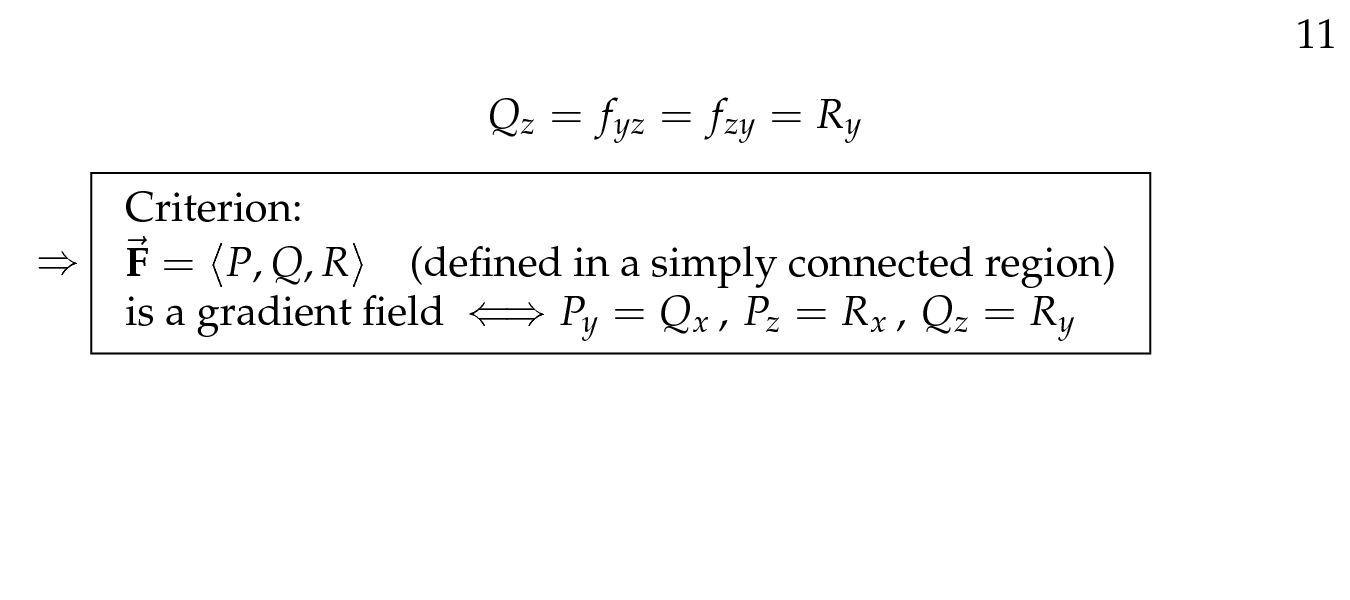 11
Q_z = f_{yz} = f_{zy} = R_y
Criterion:
⇒ \vec{F} = ⟨P, Q, R⟩ (defined in a simply connected region)
is a gradient field ⟺ P_y = Q_x , P_z = R_x , Q_z = R_y